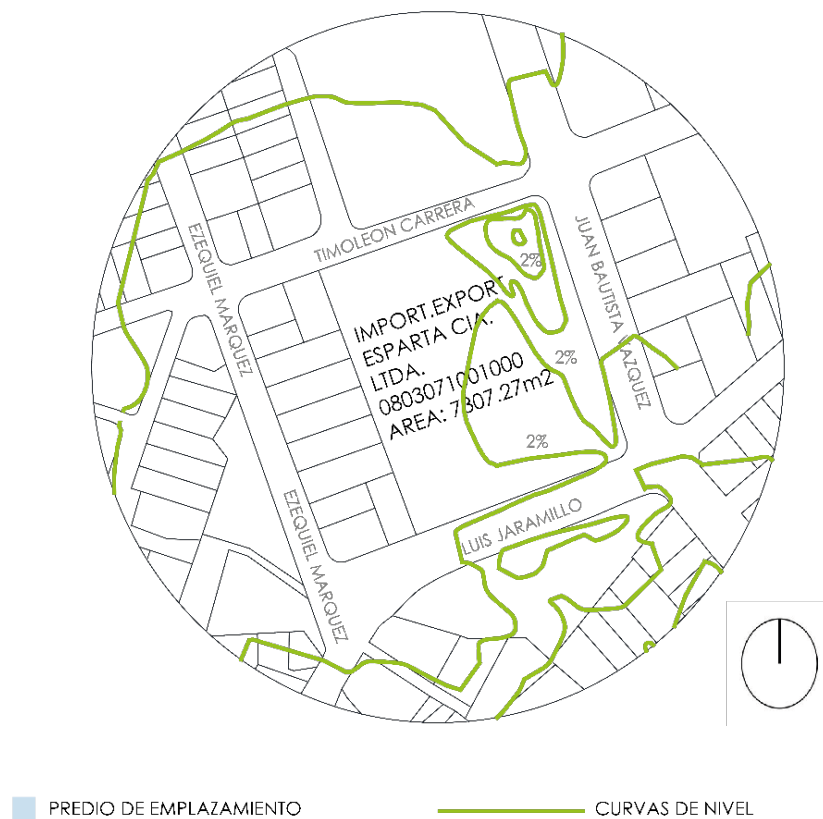 TIMOLEON CARRERA
EZEQUIEL MARQUEZ
JUAN BAUTISTA VAZQUEZ
2%
IMPORT.EXPORT
ESPARTA CIA.
LTDA.
0803071001000
AREA: 7307.27m2
2%
2%
EZEQUIEL MARQUEZ
LUIS JARAMILLO
PREDIO DE EMPLAZAMIENTO
CURVAS DE NIVEL